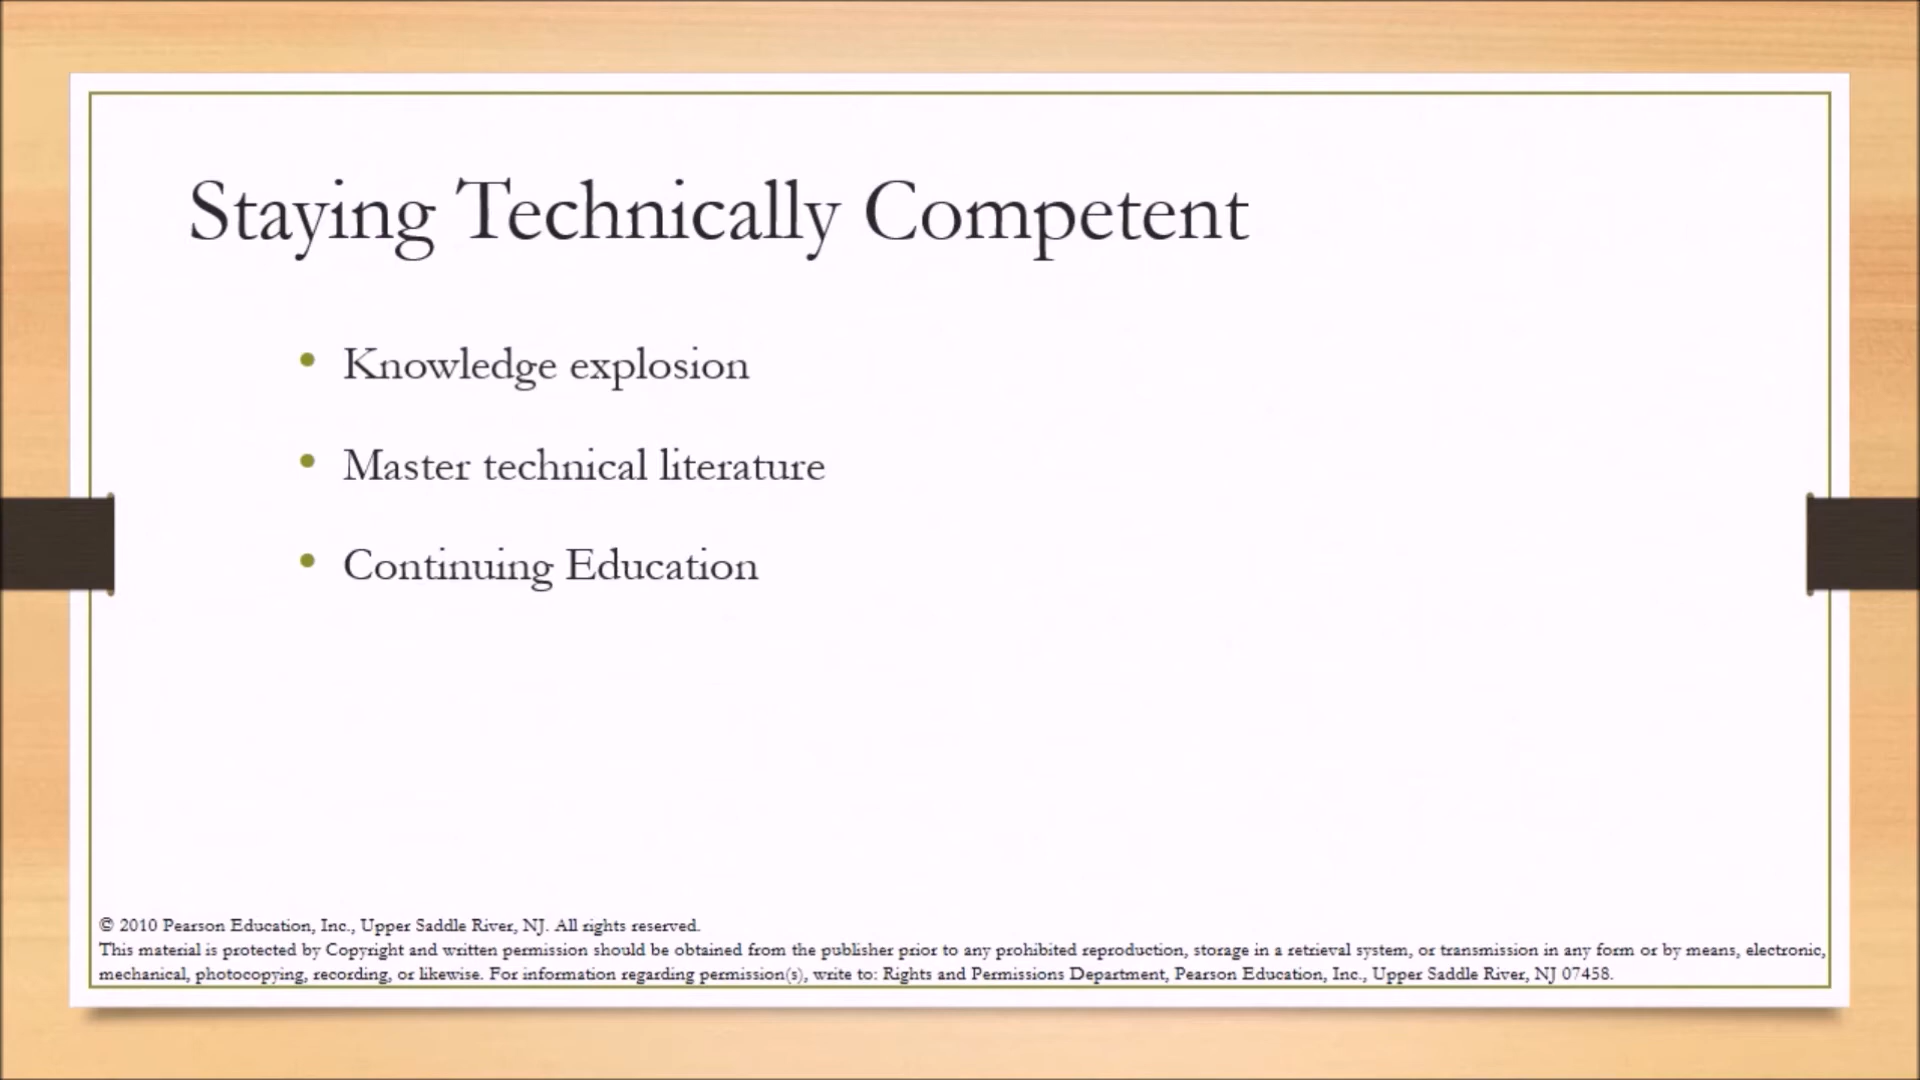 Staying Technically Competent
• Knowledge explosion
• Master technical literature
• Continuing Education
© 2010 Pearson Education, Inc., Upper Saddle River, NJ. All rights reserved.
This material is protected by Copyright and written permission should be obtained from the publisher prior to any prohibited reproduction, storage in a retrieval system, or transmission in any form or by means, electronic,
mechanical, photocopying, recording, or likewise. For information regarding permission(s), write to: Rights and Permissions Department, Pearson Education, Inc., Upper Saddle River, NJ 07458.